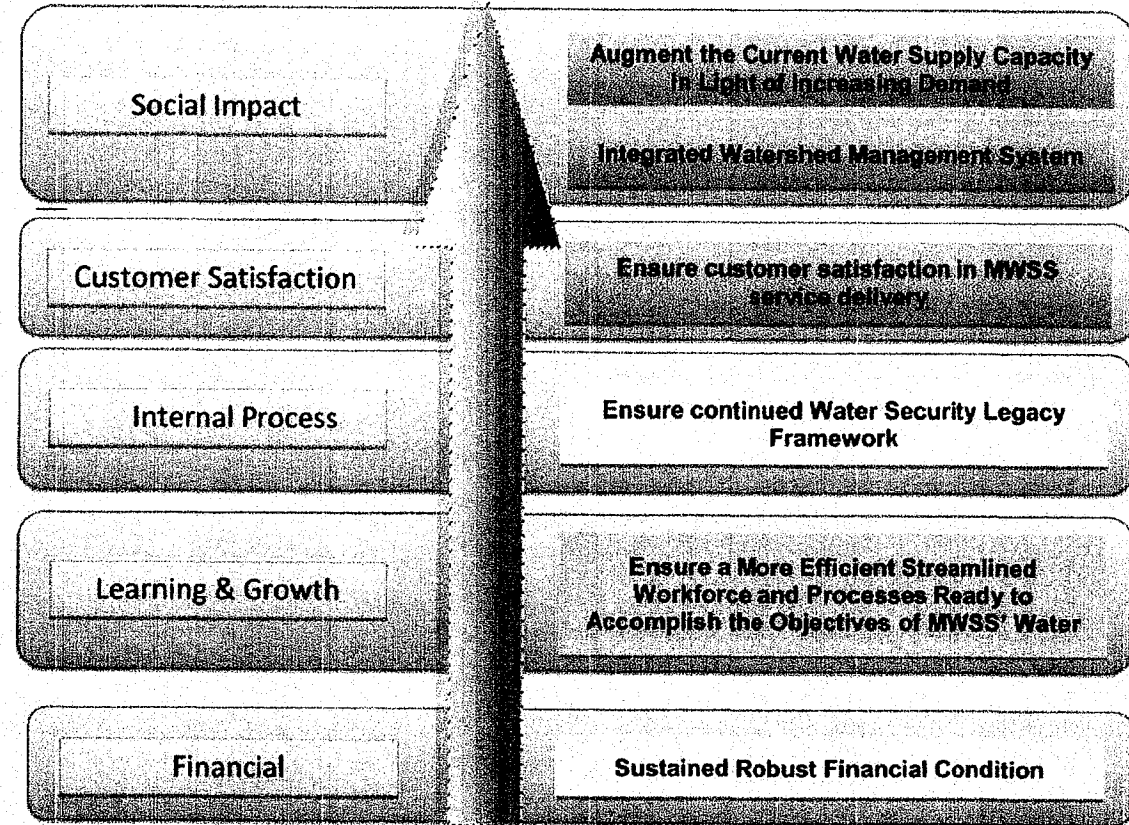 Social Impact
Augment the Current Water Supply Capacity
in Light of Increasing Demand
Integrated Watershed Management System
Customer Satisfaction
Ensure customer satisfaction in MWSS
service delivery
Internal Process
Ensure continued Water Security Legacy
Framework
Learning & Growth
Ensure a More Efficient Streamlined
Workforce and Processes Ready to
Accomplish the Objectives of MWSS' Water
Financial
Sustained Robust Financial Condition